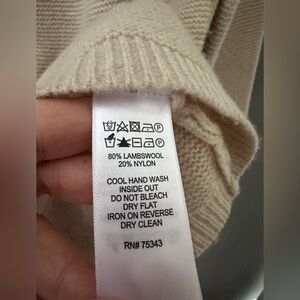 80% LAMBSWOOL
20% NYLON
COOL HAND WASH
INSIDE OUT
DO NOT BLEACH
DRY FLAT
IRON ON REVERSE
DRY CLEAN
RN# 75343